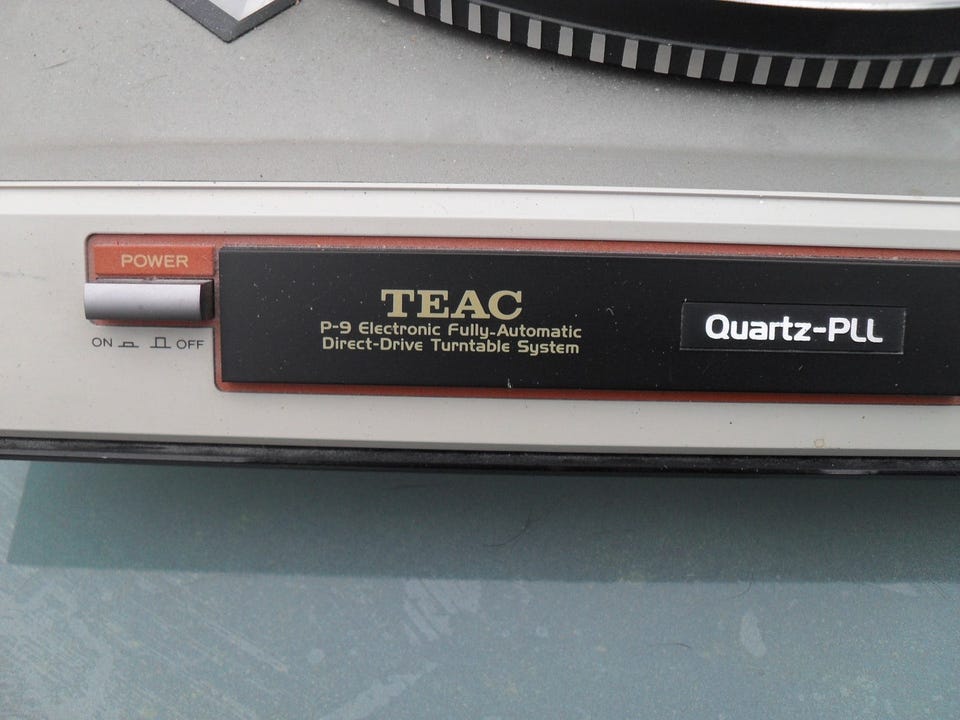 POWER
ON OFF
TEAC
P-9 Electronic Fully-Automatic
Direct-Drive Turntable System
Quartz-PLL